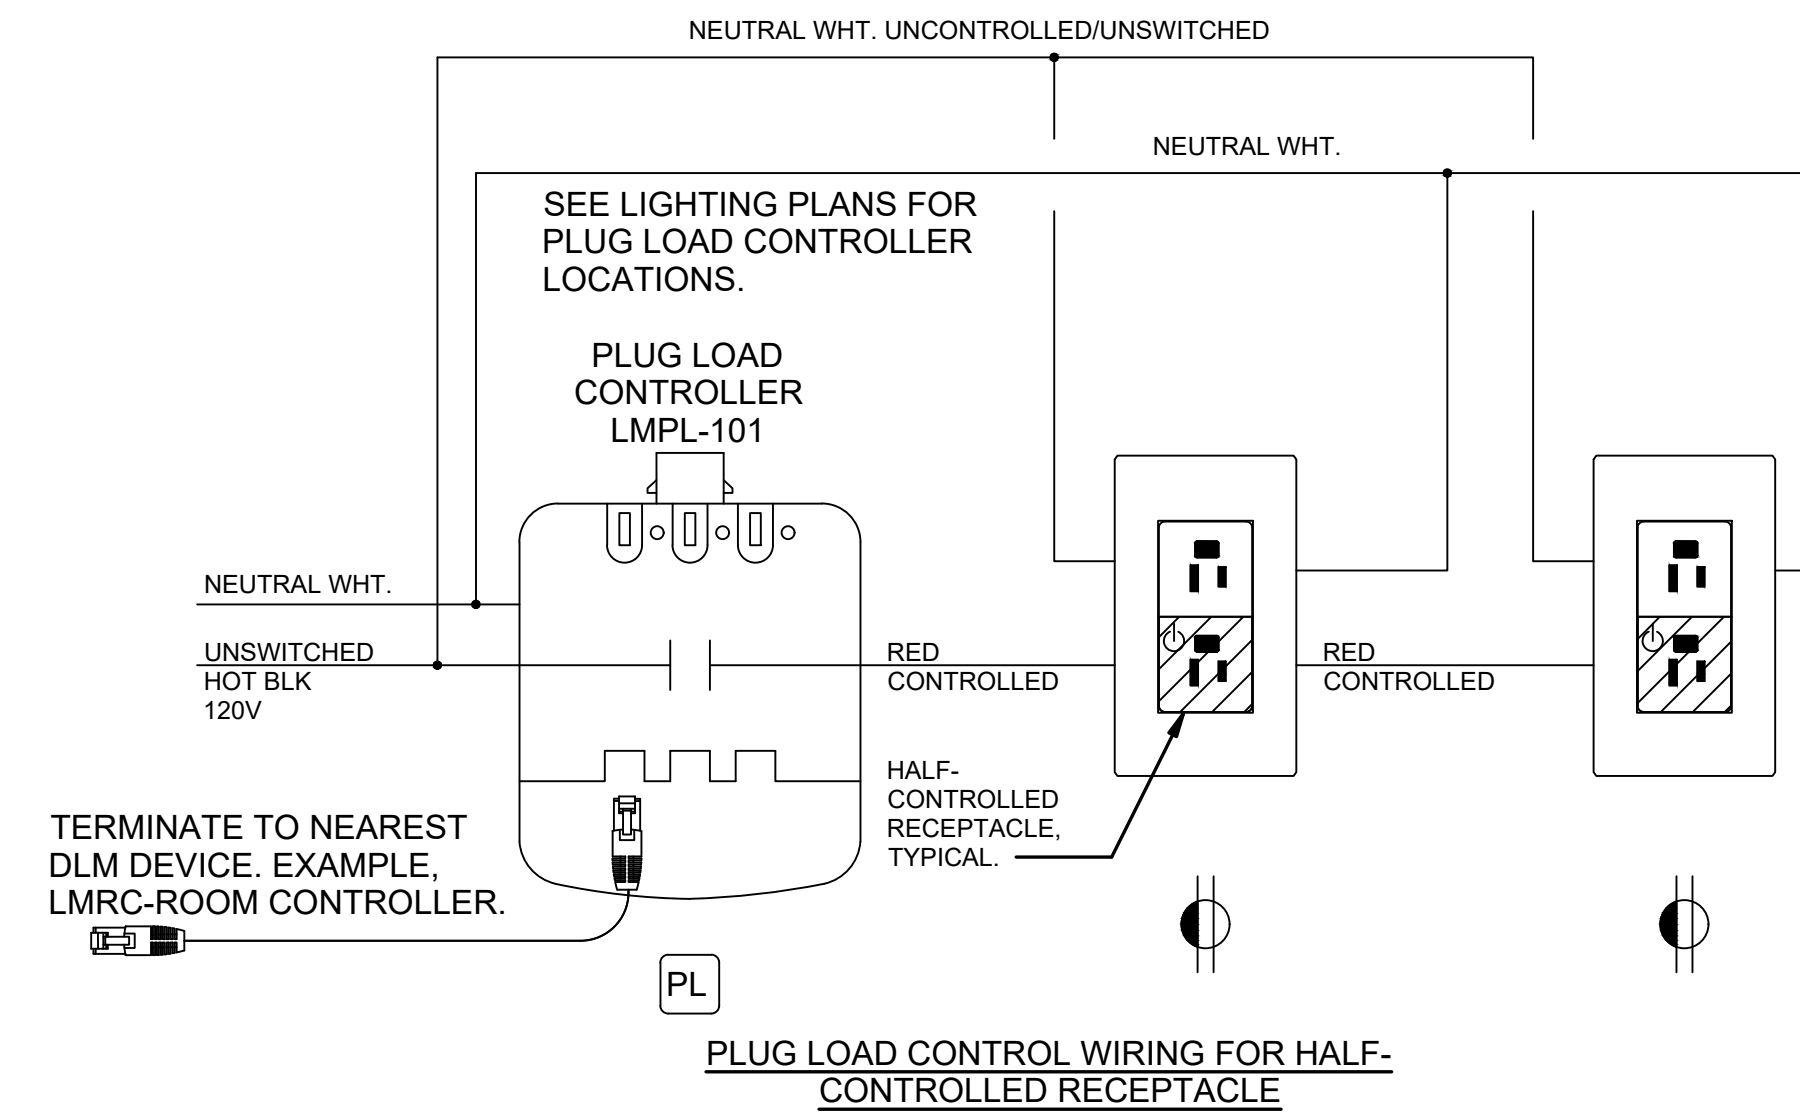 NEUTRAL WHT. UNCONTROLLED/UNSWITCHED
NEUTRAL WHT.
SEE LIGHTING PLANS FOR
PLUG LOAD CONTROLLER
LOCATIONS.
PLUG LOAD
CONTROLLER
LMPL-101
NEUTRAL WHT.
UNSWITCHED
HOT BLK
120V
RED
CONTROLLED
RED
CONTROLLED
HALF-
CONTROLLED
RECEPTACLE,
TYPICAL.
TERMINATE TO NEAREST
DLM DEVICE. EXAMPLE,
LMRC-ROOM CONTROLLER.
PL
PLUG LOAD CONTROL WIRING FOR HALF-
CONTROLLED RECEPTACLE